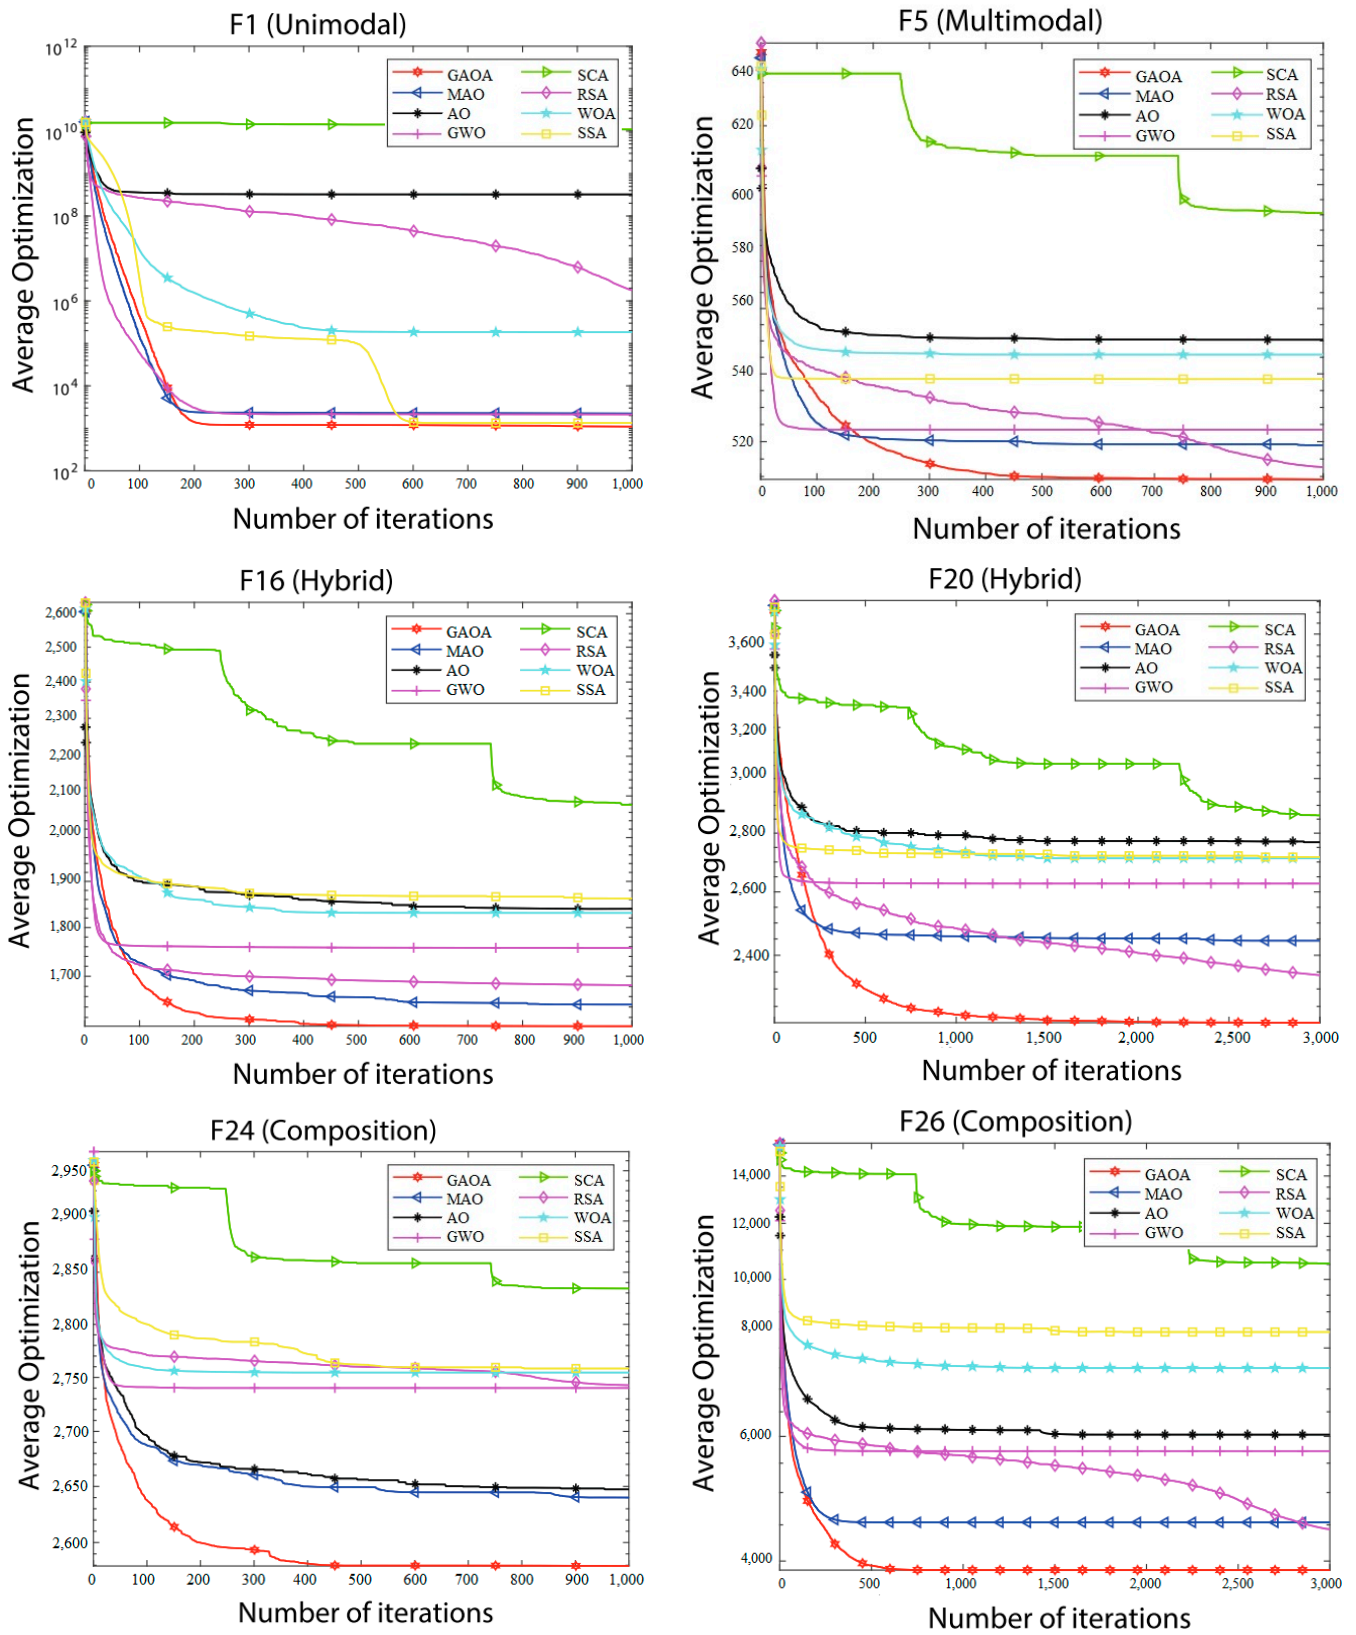 F1 (Unimodal)
Average Optimization
10^12
10^10
10^8
10^6
10^4
10^2
GAOA SCA
MAO RSA
AO WOA
GWO SSA
0 100 200 300 400 500 600 700 800 900 1,000
Number of iterations
F5 (Multimodal)
Average Optimization
640
620
600
580
560
540
520
GAOA SCA
MAO RSA
AO WOA
GWO SSA
0 100 200 300 400 500 600 700 800 900 1,000
Number of iterations
F16 (Hybrid)
Average Optimization
2,600
2,500
2,400
2,300
2,200
2,100
2,000
1,900
1,800
1,700
GAOA SCA
MAO RSA
AO WOA
GWO SSA
0 100 200 300 400 500 600 700 800 900 1,000
Number of iterations
F20 (Hybrid)
Average Optimization
3,600
3,400
3,200
3,000
2,800
2,600
2,400
GAOA SCA
MAO RSA
AO WOA
GWO SSA
0 500 1,000 1,500 2,000 2,500 3,000
Number of iterations
F24 (Composition)
Average Optimization
2,950
2,900
2,850
2,800
2,750
2,700
2,650
2,600
GAOA SCA
MAO RSA
AO WOA
GWO SSA
0 100 200 300 400 500 600 700 800 900 1,000
Number of iterations
F26 (Composition)
Average Optimization
14,000
12,000
10,000
8,000
6,000
4,000
GAOA SCA
MAO RSA
AO WOA
GWO SSA
0 500 1,000 1,500 2,000 2,500 3,000
Number of iterations